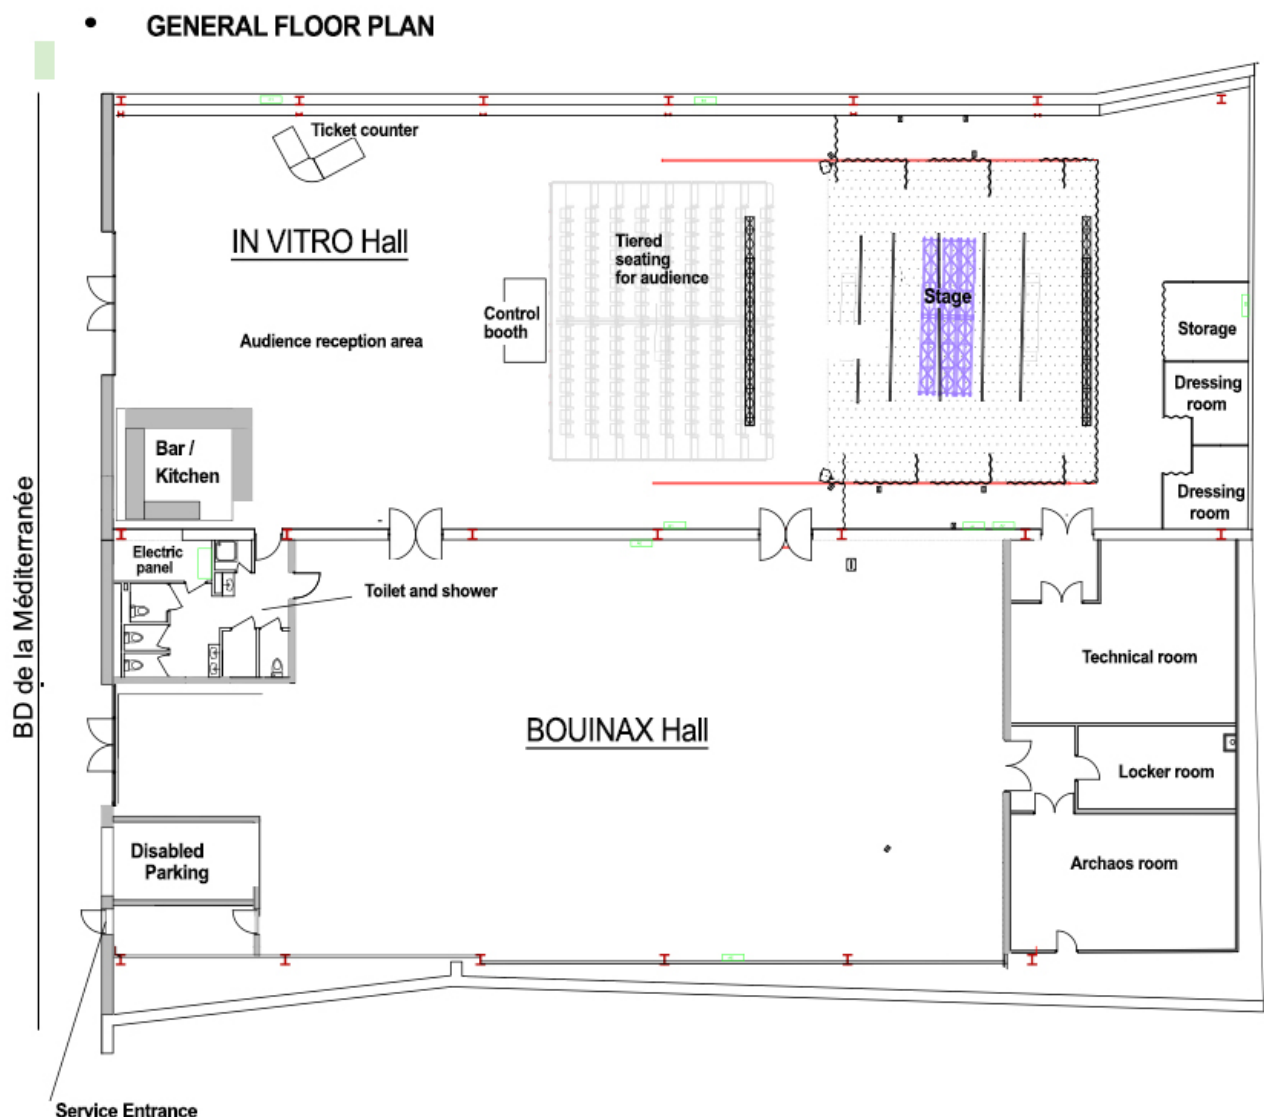 • GENERAL FLOOR PLAN
Ticket counter
IN VITRO Hall
Tiered
seating
for audience
Stage
Control
booth
Audience reception area
Storage
Dressing
room
Bar /
Kitchen
Dressing
room
BD de la Méditerranée
Electric
panel
Toilet and shower
Technical room
BOUINAX Hall
Locker room
Disabled
Parking
Archaos room
Service Entrance